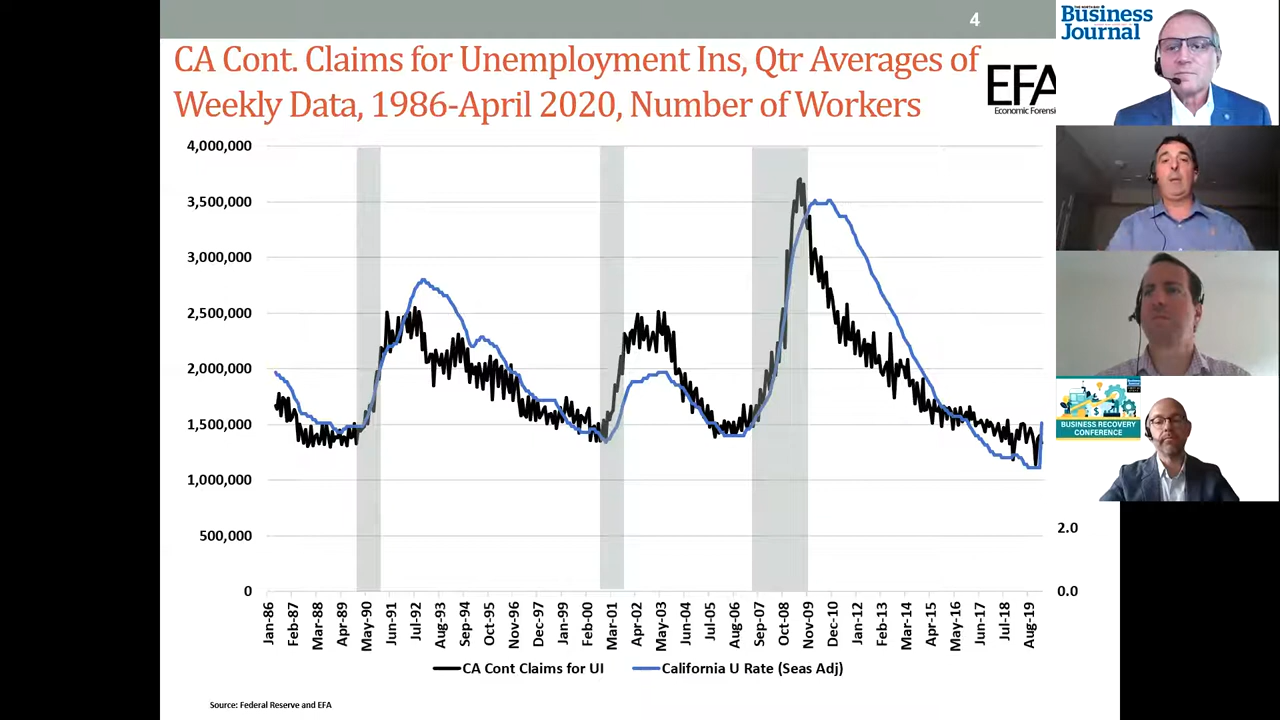 4
CA Cont. Claims for Unemployment Ins, Qtr Averages of
Weekly Data, 1986-April 2020, Number of Workers
EFA
Economic Forensi
THE NORTH BAY
Business
Journal
4,000,000
3,500,000
3,000,000
2,500,000
2,000,000
1,500,000
1,000,000
500,000
0
2.0
0.0
Jan-86
Feb-87
Mar-88
Apr-89
May-90
Jun-91
Jul-92
Aug-93
Sep-94
Oct-95
Nov-96
Dec-97
Jan-99
Feb-00
Mar-01
Apr-02
May-03
Jun-04
Jul-05
Aug-06
Sep-07
Oct-08
Nov-09
Dec-10
Jan-12
Feb-13
Mar-14
Apr-15
May-16
Jun-17
Jul-18
Aug-19
CA Cont Claims for UI
California U Rate (Seas Adj)
Source: Federal Reserve and EFA
BUSINESS RECOVERY
CONFERENCE